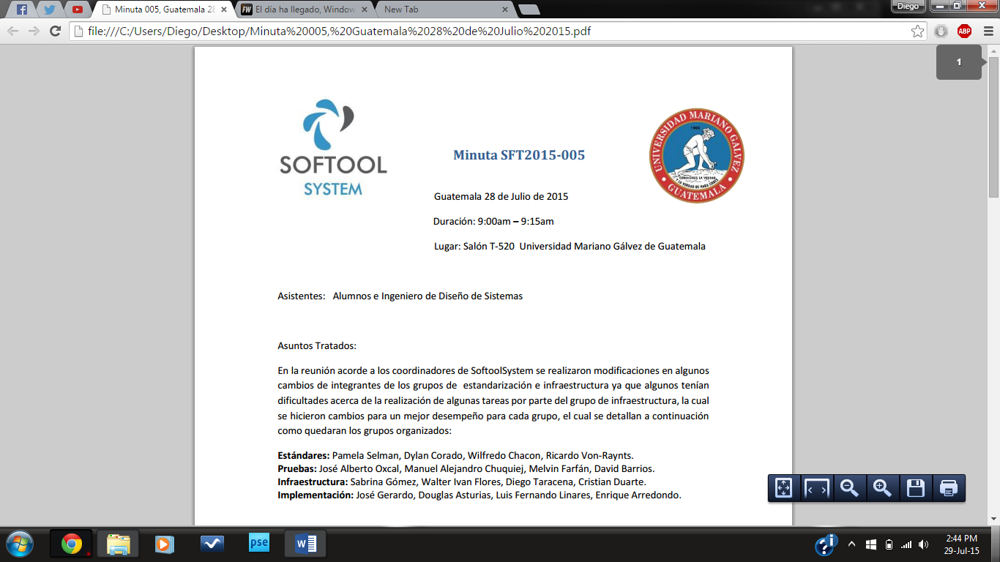 Minuta 005, Guatemala 28
El día ha llegado, Window
New Tab
Diego
file:///C:/Users/Diego/Desktop/Minuta%20005,%20Guatemala%2028%20de%20Julio%202015.pdf
ABP
1
SOFTOOL
SYSTEM
Minuta SFT2015-005
UNIVERSIDAD MARIANO GALVEZ
1966
CONOCEREIS LA VERDAD
Y LA VERDAD OS HARA LIBRES
GUATEMALA
Guatemala 28 de Julio de 2015
Duración: 9:00am – 9:15am
Lugar: Salón T-520 Universidad Mariano Gálvez de Guatemala
Asistentes: Alumnos e Ingeniero de Diseño de Sistemas
Asuntos Tratados:
En la reunión acorde a los coordinadores de SoftoolSystem se realizaron modificaciones en algunos
cambios de integrantes de los grupos de estandarización e infraestructura ya que algunos tenían
dificultades acerca de la realización de algunas tareas por parte del grupo de infraestructura, la cual
se hicieron cambios para un mejor desempeño para cada grupo, el cual se detallan a continuación
como quedaran los grupos organizados:
Estándares: Pamela Selman, Dylan Corado, Wilfredo Chacon, Ricardo Von-Raynts.
Pruebas: José Alberto Oxcal, Manuel Alejandro Chuquiej, Melvin Farfán, David Barrios.
Infraestructura: Sabrina Gómez, Walter Ivan Flores, Diego Taracena, Cristian Duarte.
Implementación: José Gerardo, Douglas Asturias, Luis Fernando Linares, Enrique Arredondo.
pse
2:44 PM
29-Jul-15